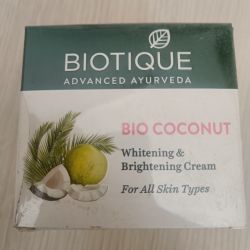 BIOTIQUE
ADVANCED AYURVEDA
BIO COCONUT
Whitening &
Brightening Cream
For All Skin Types